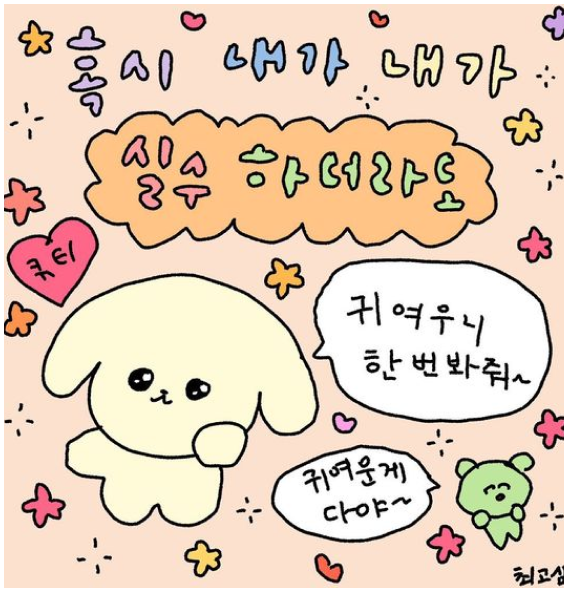 혹시 내가 내가
실수 하더라도
큐티
귀여우니
한번봐줘~
귀여운게
다야~
최고심